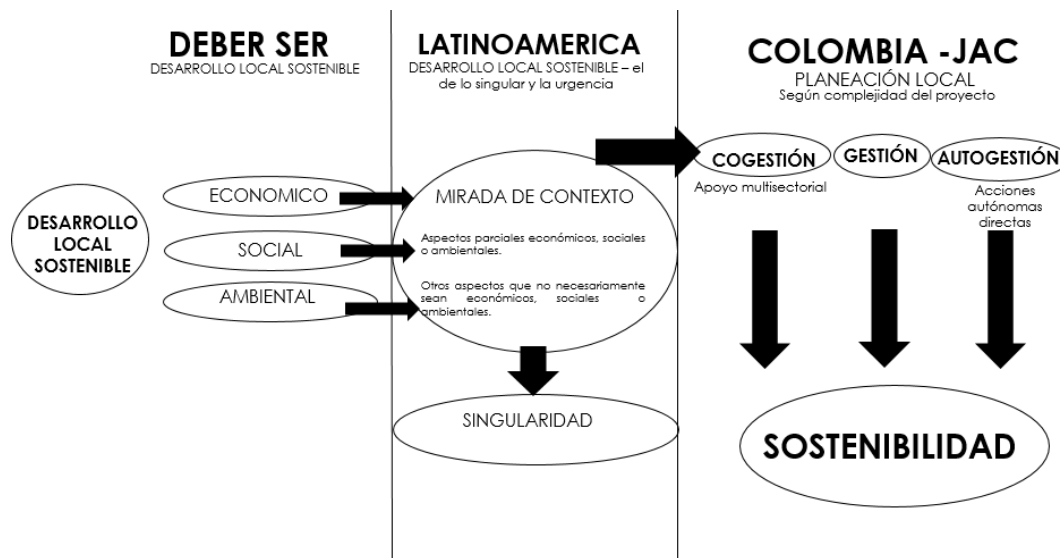 DEBER SER
DESARROLLO LOCAL SOSTENIBLE
DESARROLLO
LOCAL
SOSTENIBLE
ECONOMICO
SOCIAL
AMBIENTAL
LATINOAMERICA
DESARROLLO LOCAL SOSTENIBLE – el
de lo singular y la urgencia
MIRADA DE CONTEXTO
Aspectos parciales económicos, sociales
o ambientales.
Otros aspectos que no necesariamente
sean económicos, sociales o
ambientales.
SINGULARIDAD
COLOMBIA -JAC
PLANEACIÓN LOCAL
Según complejidad del proyecto
COGESTIÓN
Apoyo multisectorial
GESTIÓN
AUTOGESTIÓN
Acciones
autónomas
directas
SOSTENIBILIDAD